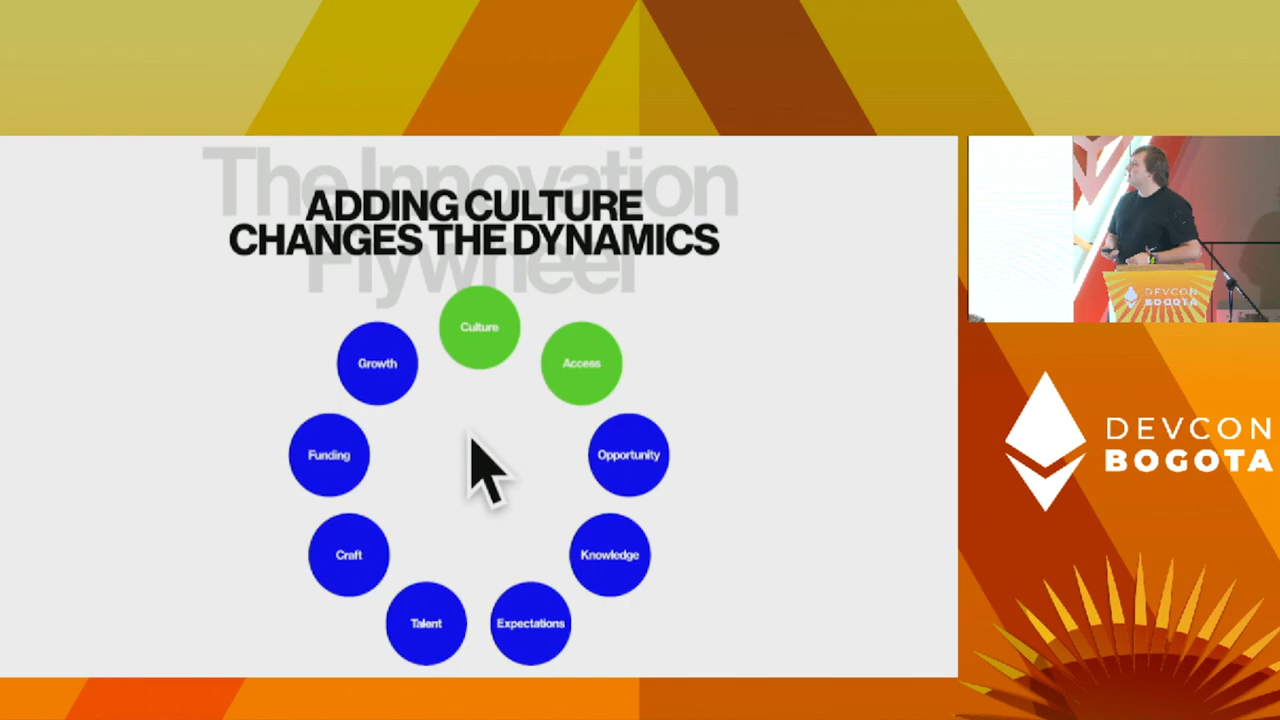 The Innovation
Flywheel
ADDING CULTURE
CHANGES THE DYNAMICS
Culture
Growth
Access
Funding
Opportunity
Craft
Knowledge
Talent
Expectations
DEVCON
BOGOTA
DEVCON
BOGOTA